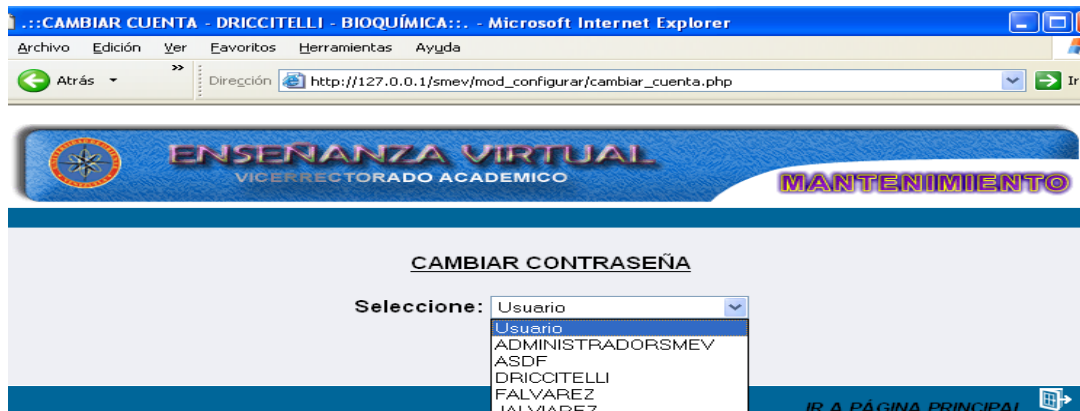 .::CAMBIAR CUENTA - DRICCITELLI - BIOQUÍMICA::. - Microsoft Internet Explorer
Archivo Edición Ver Favoritos Herramientas Ayuda
Atrás » Dirección http://127.0.0.1/smev/mod_configurar/cambiar_cuenta.php Ir
ENSEÑANZA VIRTUAL
VICERRECTORADO ACADEMICO
MANTENIMIENTO
CAMBIAR CONTRASEÑA
Seleccione: Usuario
Usuario
ADMINISTRADORSMEV
ASDF
DRICCITELLI
FALVAREZ
JALVIAREZ
IR A PÁGINA PRINCIPAL